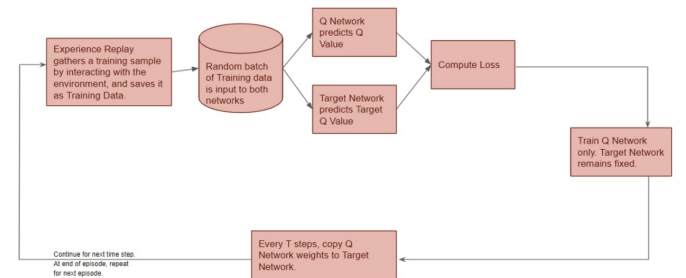 Experience Replay
gathers a training sample
by interacting with the
environment, and saves it
as Training Data.
Random batch
of Training data
is input to both
networks
Q Network
predicts Q
Value
Target Network
predicts Target
Q Value
Compute Loss
Train Q Network
only. Target Network
remains fixed.
Every T steps, copy Q
Network weights to Target
Network.
Continue for next time step.
At end of episode, repeat
for next episode.